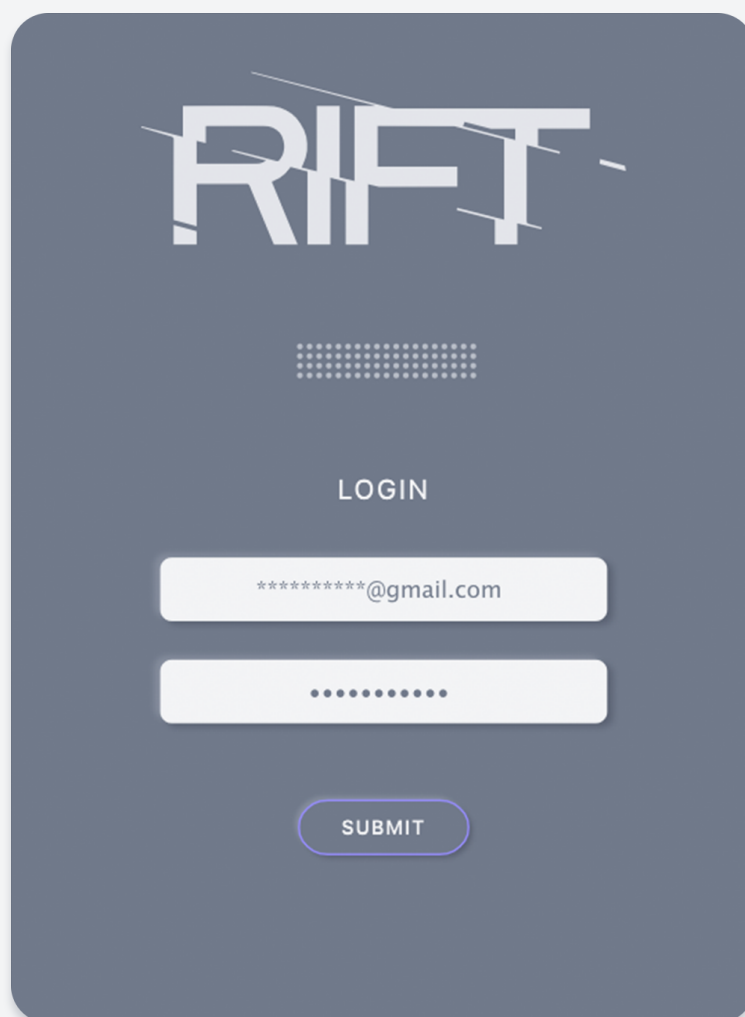 RIFT
LOGIN
**********@gmail.com
•••••••••••
SUBMIT